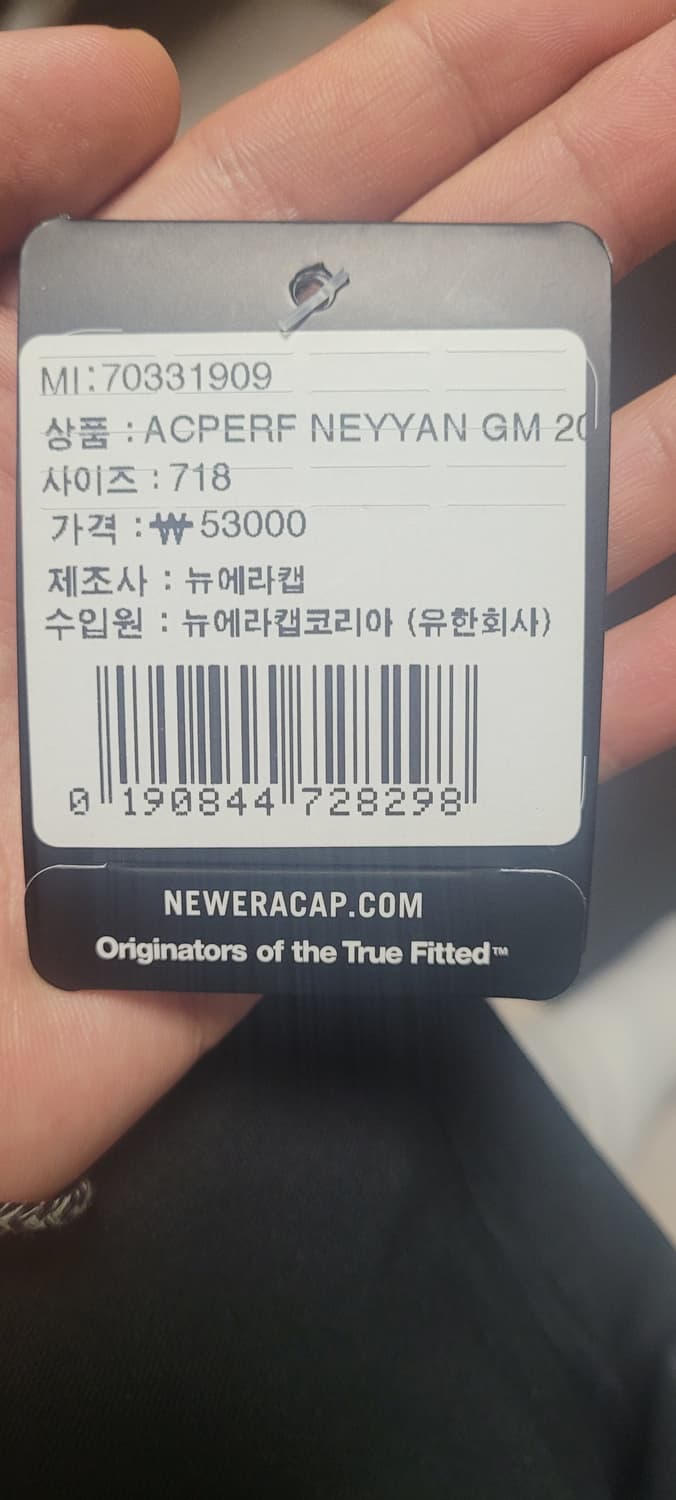 MI:70331909
상품 : ACPERF NEYYAN GM 20
사이즈 : 718
가격 : ₩ 53000
제조사 : 뉴에라캡
수입원 : 뉴에라캡코리아 (유한회사)
0 190844 728298
NEWERACAP.COM
Originators of the True Fitted™